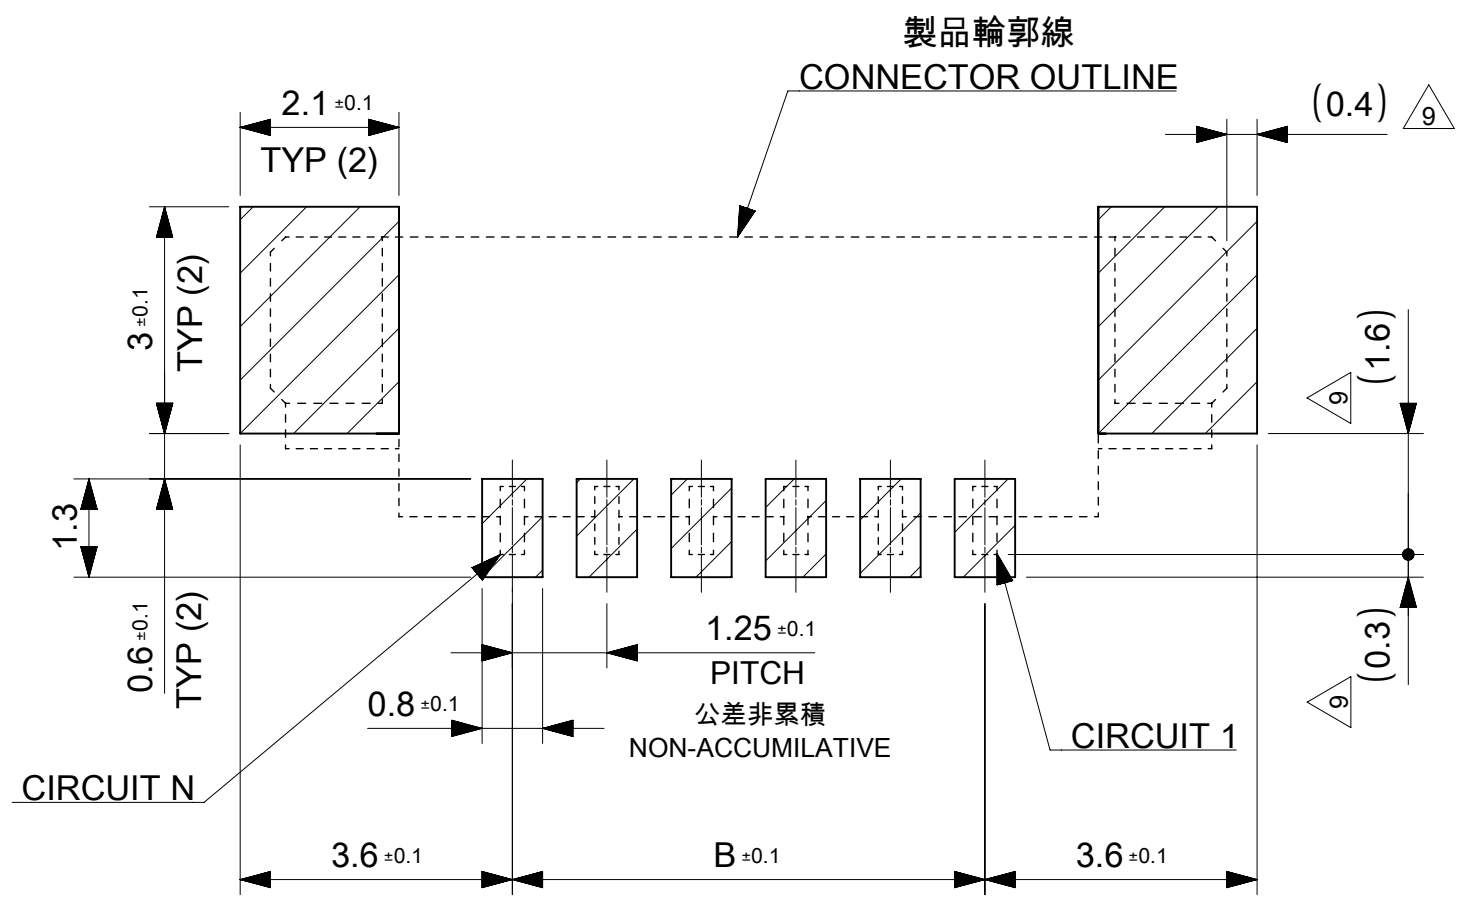 製品輪郭線
CONNECTOR OUTLINE
2.1 ±0.1
TYP (2)
(0.4)
9
3 ±0.1
TYP (2)
(1.6)
9
1.3
0.6 ±0.1
TYP (2)
1.25 ±0.1
PITCH
公差非累積
NON-ACCUMILATIVE
0.8 ±0.1
(0.3)
9
CIRCUIT 1
CIRCUIT N
3.6 ±0.1
B ±0.1
3.6 ±0.1